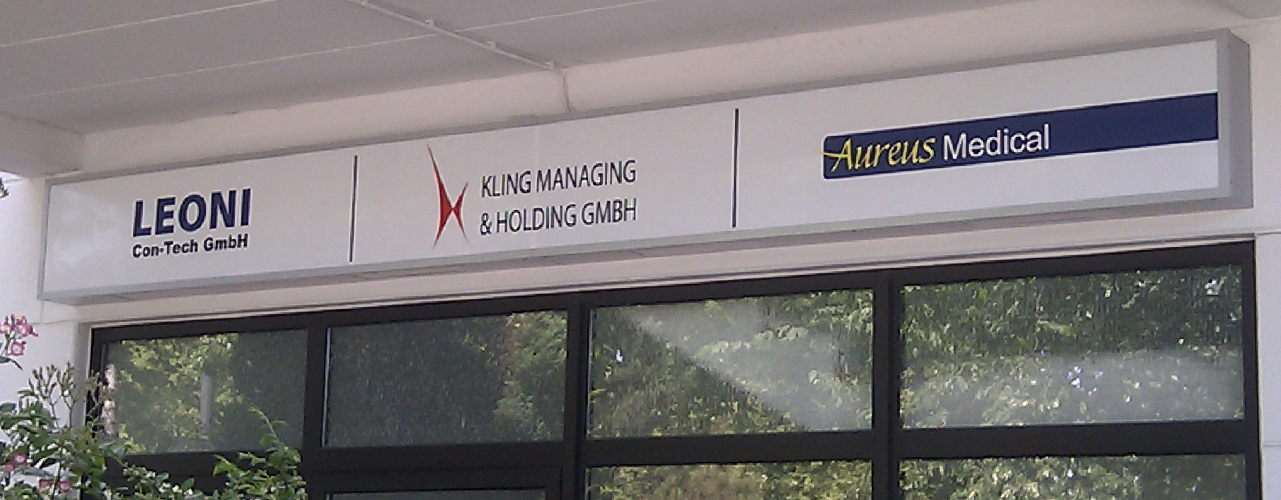 LEONI
Con-Tech GmbH
KLING MANAGING
& HOLDING GMBH
Aureus Medical